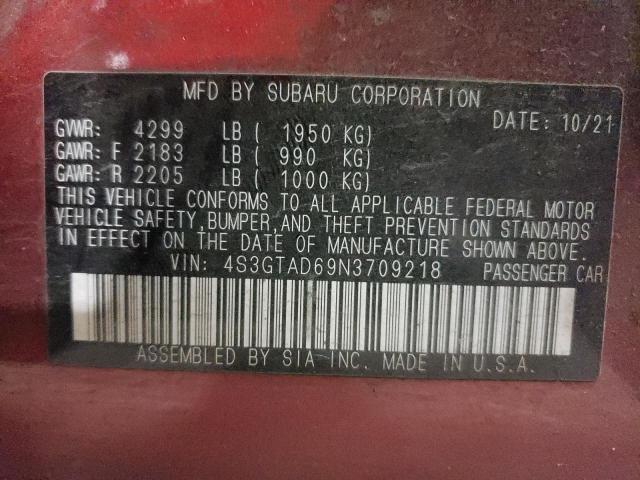 MFD BY SUBARU CORPORATION
DATE: 10/21
GVWR: 4299 LB ( 1950 KG)
GAWR: F 2183 LB ( 990 KG)
GAWR: R 2205 LB ( 1000 KG)
THIS VEHICLE CONFORMS TO ALL APPLICABLE FEDERAL MOTOR
VEHICLE SAFETY, BUMPER, AND THEFT PREVENTION STANDARDS
IN EFFECT ON THE DATE OF MANUFACTURE SHOWN ABOVE.
VIN: 4S3GTAD69N3709218 PASSENGER CAR
ASSEMBLED BY SIA INC. MADE IN U.S.A.